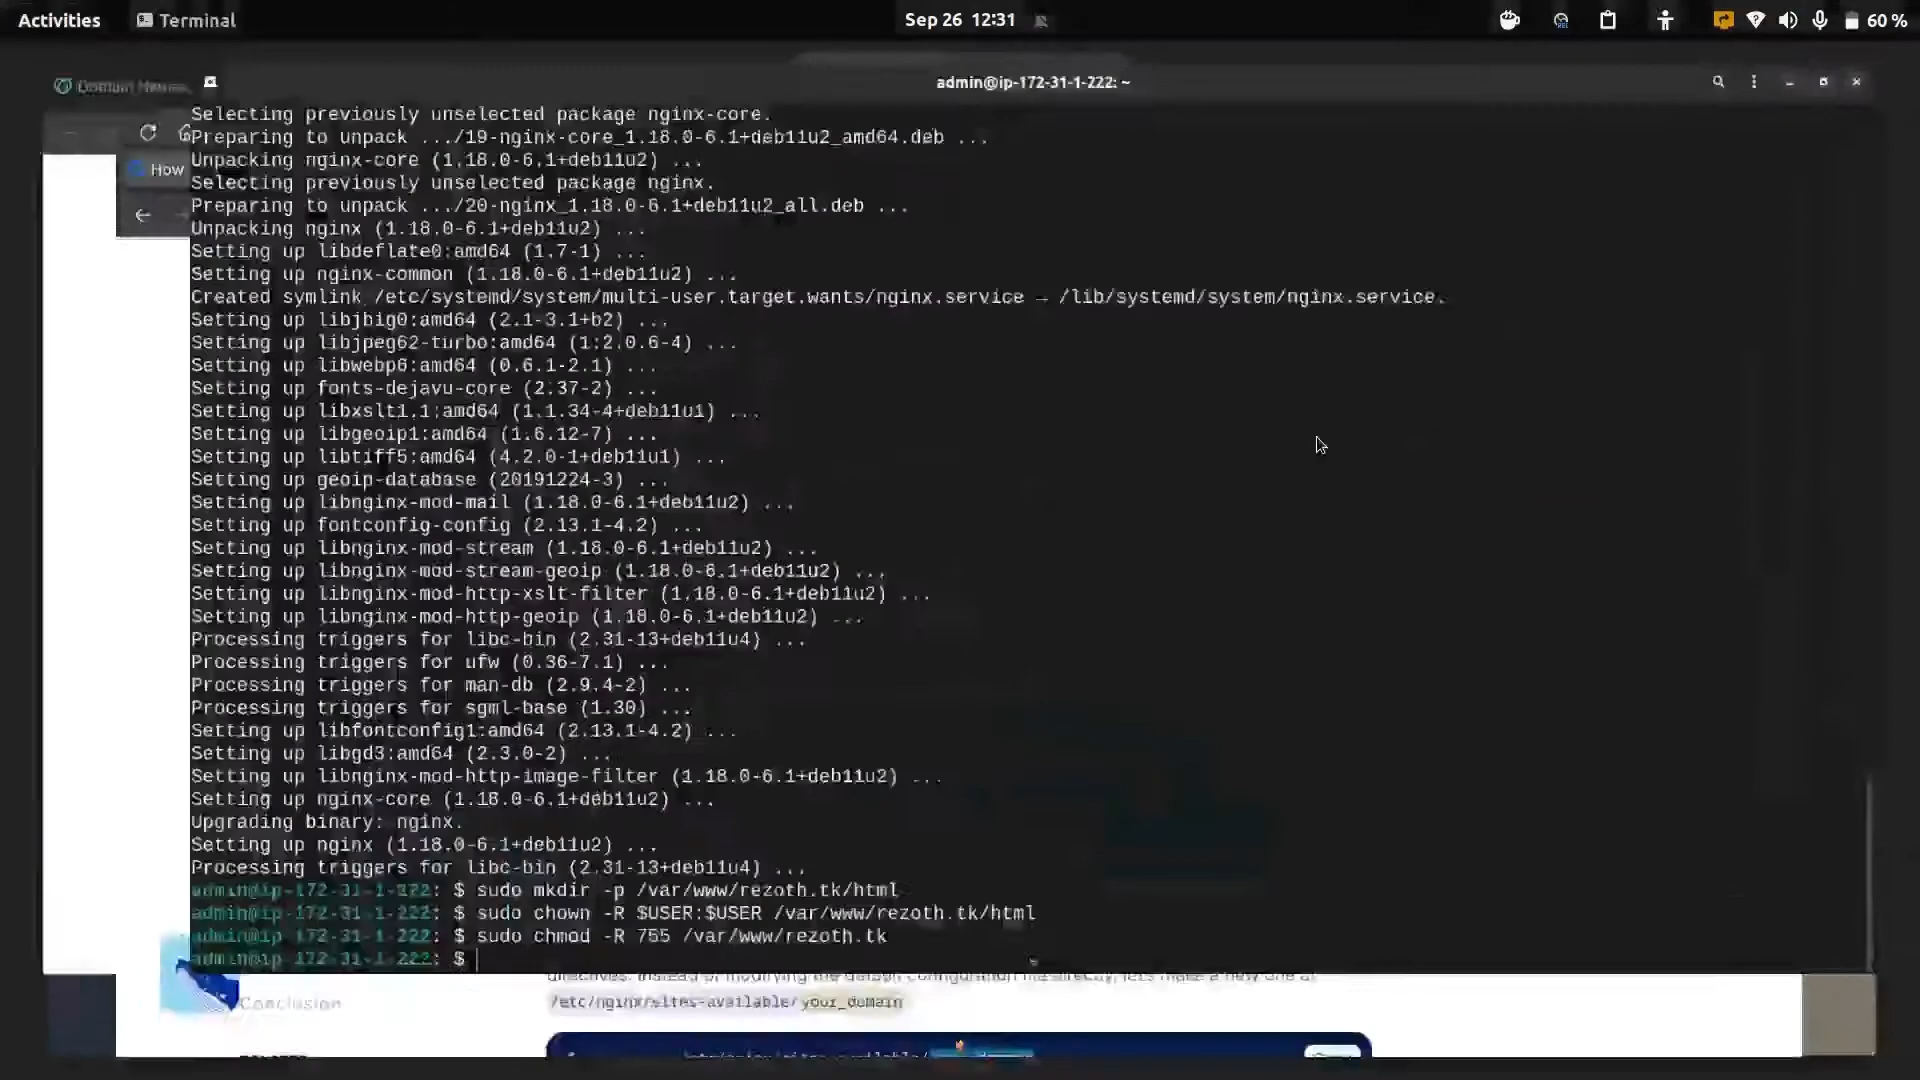 Activities
Terminal
Sep 26 12:31
60 %
admin@ip-172-31-1-222: ~
How
Selecting previously unselected package nginx-core.
Preparing to unpack .../19-nginx-core_1.18.0-6.1+deb11u2_amd64.deb ...
Unpacking nginx-core (1.18.0-6.1+deb11u2) ...
Selecting previously unselected package nginx.
Preparing to unpack .../20-nginx_1.18.0-6.1+deb11u2_all.deb ...
Unpacking nginx (1.18.0-6.1+deb11u2) ...
Setting up libdeflate0:amd64 (1.7-1) ...
Setting up nginx-common (1.18.0-6.1+deb11u2) ...
Created symlink /etc/systemd/system/multi-user.target.wants/nginx.service → /lib/systemd/system/nginx.service.
Setting up libjbig0:amd64 (2.1-3.1+b2) ...
Setting up libjpeg62-turbo:amd64 (1:2.0.6-4) ...
Setting up libwebp6:amd64 (0.6.1-2.1) ...
Setting up fonts-dejavu-core (2.37-2) ...
Setting up libxslt1.1:amd64 (1.1.34-4+deb11u1) ...
Setting up libgeoip1:amd64 (1.6.12-7) ...
Setting up libtiff5:amd64 (4.2.0-1+deb11u1) ...
Setting up geoip-database (20191224-3) ...
Setting up libnginx-mod-mail (1.18.0-6.1+deb11u2) ...
Setting up fontconfig-config (2.13.1-4.2) ...
Setting up libnginx-mod-stream (1.18.0-6.1+deb11u2) ...
Setting up libnginx-mod-stream-geoip (1.18.0-6.1+deb11u2) ...
Setting up libnginx-mod-http-xslt-filter (1.18.0-6.1+deb11u2) ...
Setting up libnginx-mod-http-geoip (1.18.0-6.1+deb11u2) ...
Processing triggers for libc-bin (2.31-13+deb11u4) ...
Processing triggers for ufw (0.36-7.1) ...
Processing triggers for man-db (2.9.4-2) ...
Processing triggers for sgml-base (1.30) ...
Setting up libfontconfig1:amd64 (2.13.1-4.2) ...
Setting up libgd3:amd64 (2.3.0-2) ...
Setting up libnginx-mod-http-image-filter (1.18.0-6.1+deb11u2) ...
Setting up nginx-core (1.18.0-6.1+deb11u2) ...
Upgrading binary: nginx.
Setting up nginx (1.18.0-6.1+deb11u2) ...
Processing triggers for libc-bin (2.31-13+deb11u4) ...
admin@ip-172-31-1-222: $ sudo mkdir -p /var/www/rezoth.tk/html
admin@ip-172-31-1-222: $ sudo chown -R $USER:$USER /var/www/rezoth.tk/html
admin@ip-172-31-1-222: $ sudo chmod -R 755 /var/www/rezoth.tk
admin@ip-172-31-1-222: $
Conclusion
/etc/nginx/sites-available/your_domain